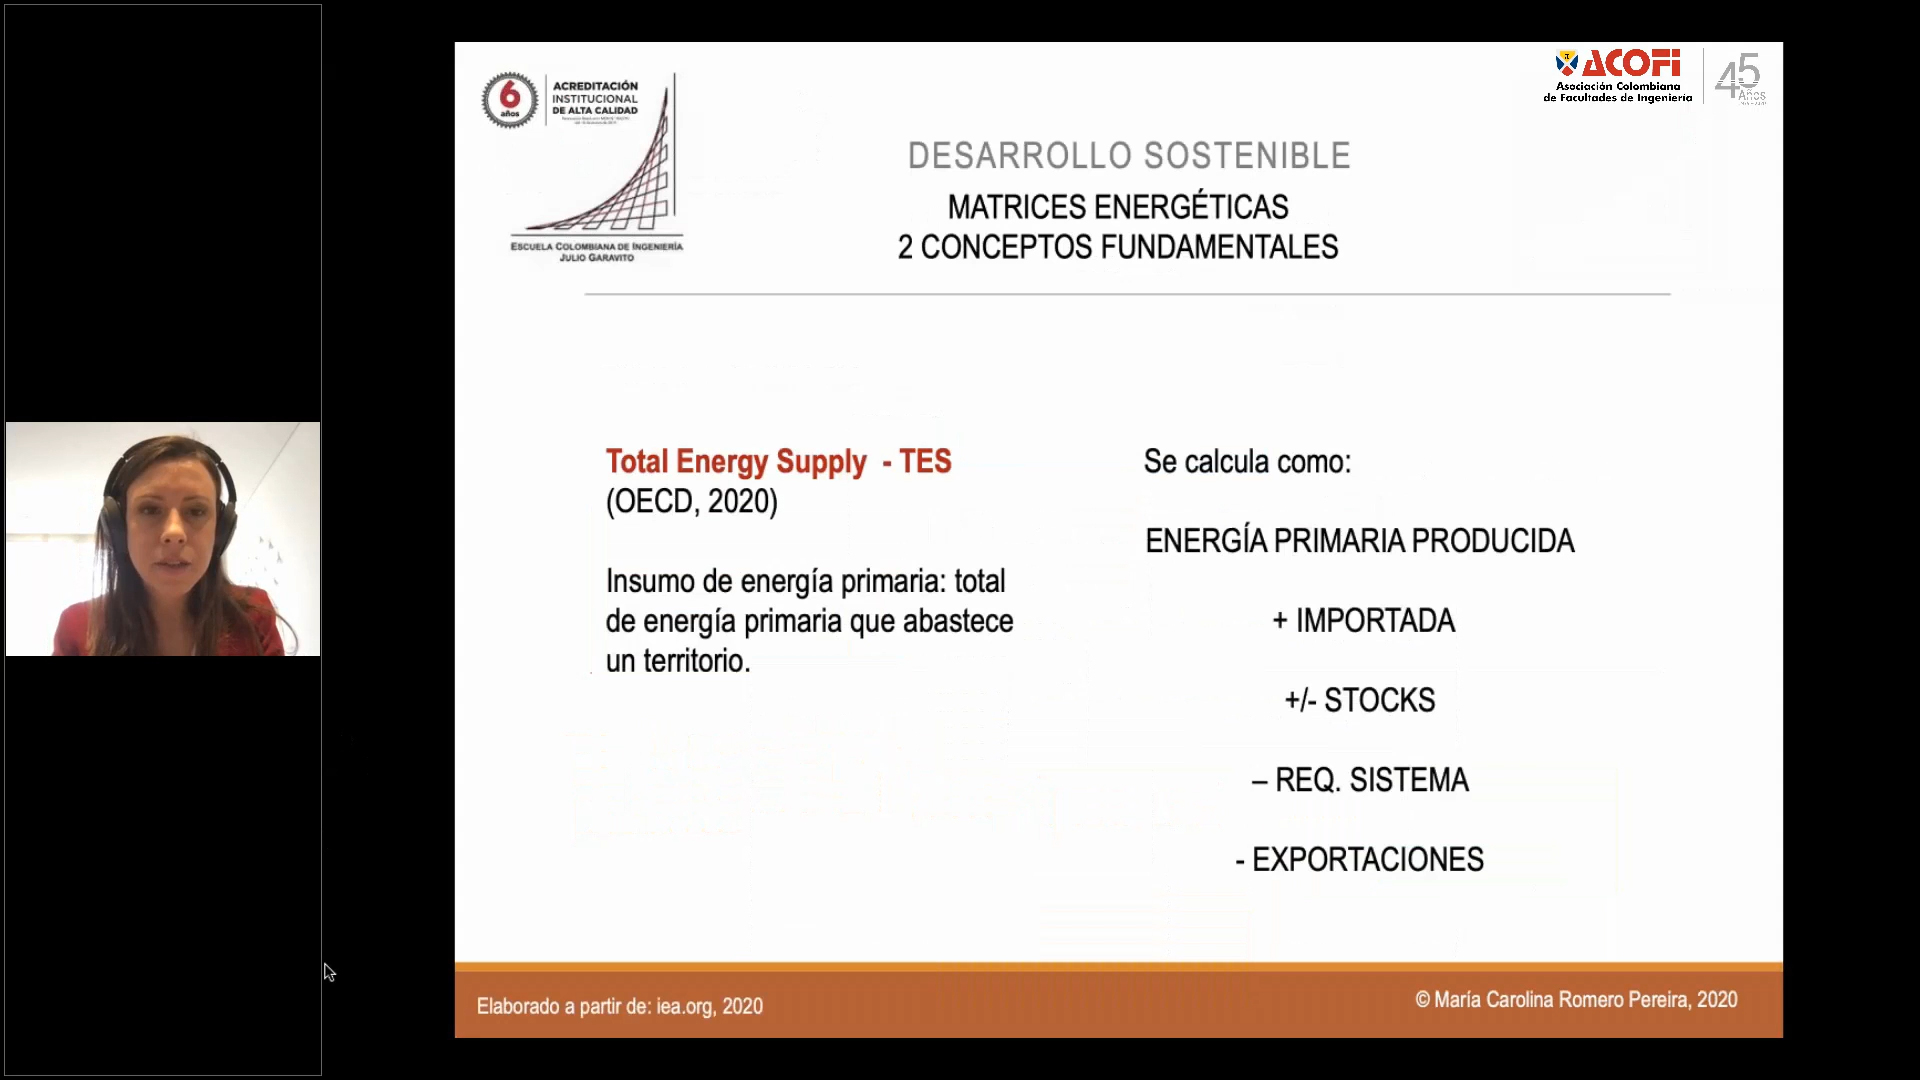 6
años
ACREDITACIÓN
INSTITUCIONAL
DE ALTA CALIDAD
ESCUELA COLOMBIANA DE INGENIERÍA
JULIO GARAVITO
ACOFI
Asociación Colombiana
de Facultades de Ingeniería
45
Años
DESARROLLO SOSTENIBLE
MATRICES ENERGÉTICAS
2 CONCEPTOS FUNDAMENTALES
Total Energy Supply - TES
(OECD, 2020)
Insumo de energía primaria: total
de energía primaria que abastece
un territorio.
Se calcula como:
ENERGÍA PRIMARIA PRODUCIDA
+ IMPORTADA
+/- STOCKS
– REQ. SISTEMA
- EXPORTACIONES
Elaborado a partir de: iea.org, 2020
© María Carolina Romero Pereira, 2020